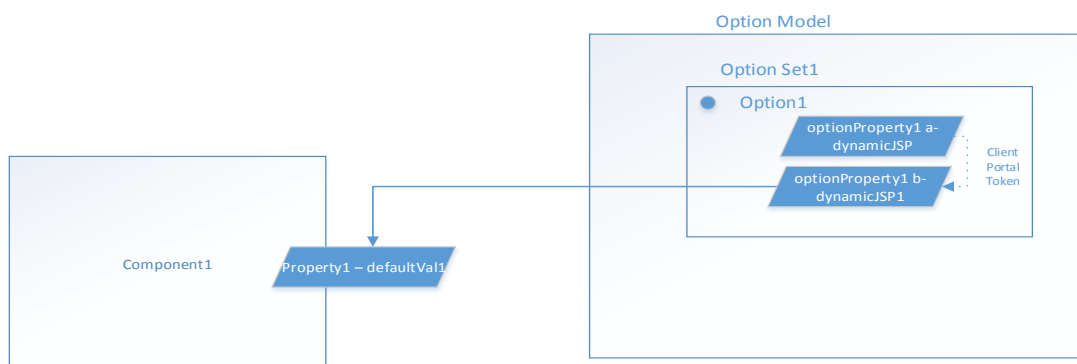 Option Model
Option Set1
Option1
optionProperty1 a-
dynamicJSP
Client
Portal
Token
optionProperty1 b-
dynamicJSP1
Component1
Property1 – defaultVal1